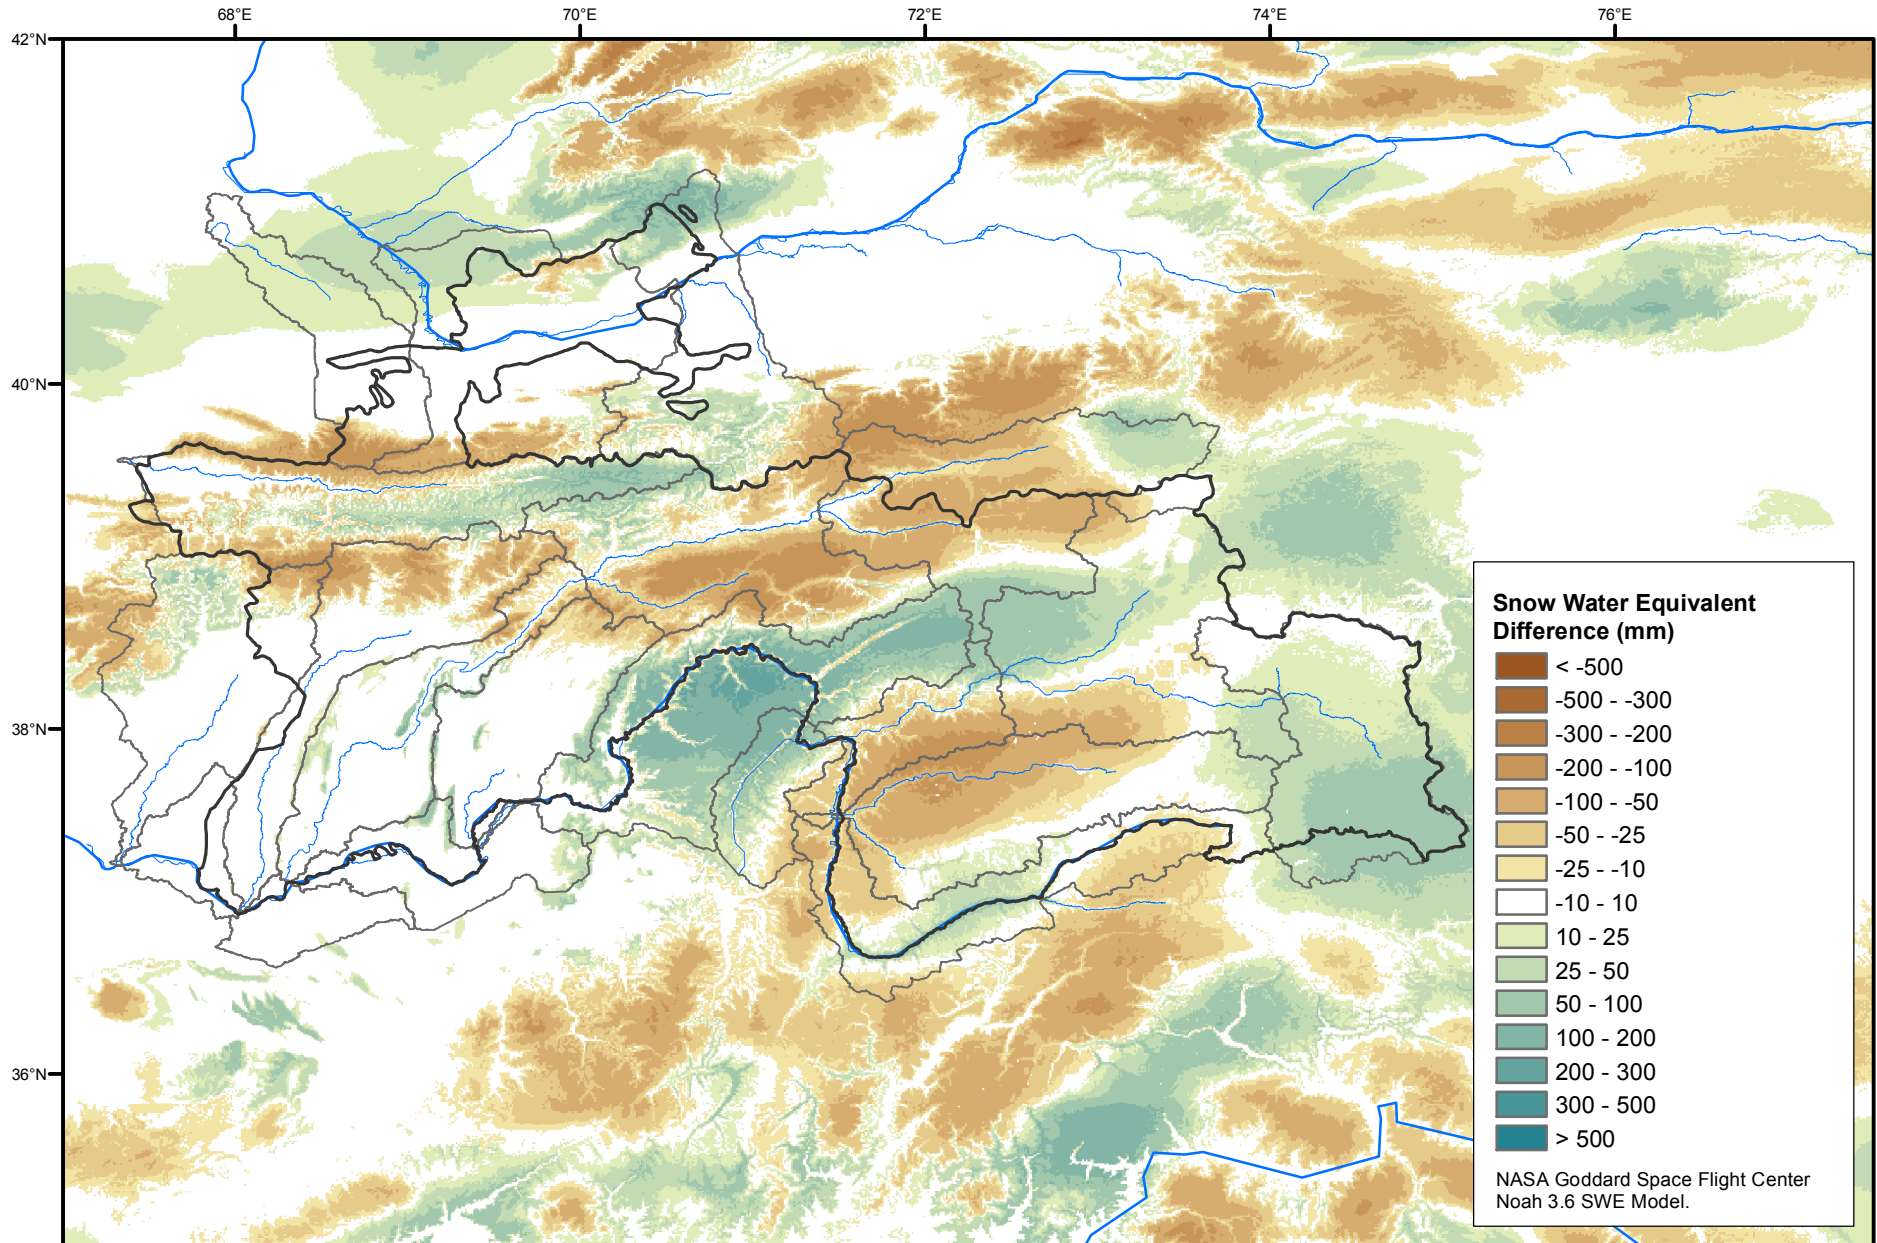 68°E
70°E
72°E
74°E
76°E
42°N
40°N
38°N
36°N
Snow Water Equivalent
Difference (mm)
< -500
-500 - -300
-300 - -200
-200 - -100
-100 - -50
-50 - -25
-25 - -10
-10 - 10
10 - 25
25 - 50
50 - 100
100 - 200
200 - 300
300 - 500
> 500
NASA Goddard Space Flight Center
Noah 3.6 SWE Model.